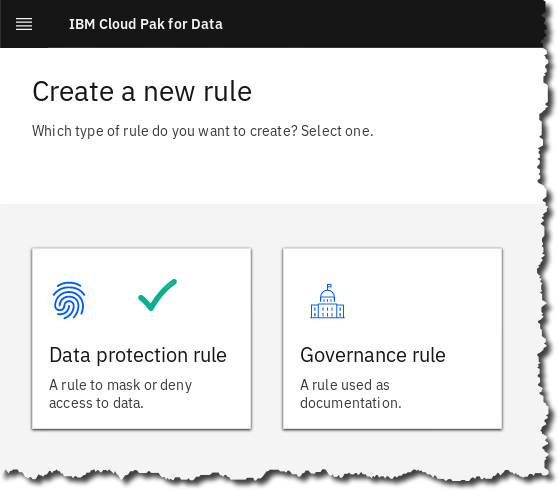 IBM Cloud Pak for Data
Create a new rule
Which type of rule do you want to create? Select one.
Data protection rule
A rule to mask or deny
access to data.
Governance rule
A rule used as
documentation.